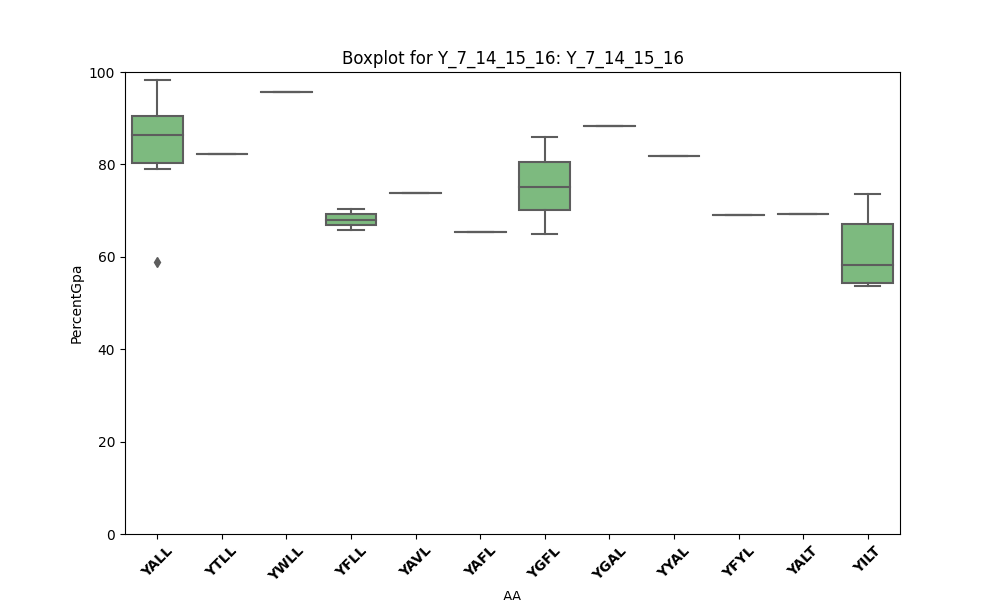 Boxplot for Y_7_14_15_16: Y_7_14_15_16
100
80
60
40
20
0
PercentGpa
YALL
YTLL
YWLL
YFLL
YAVL
YAFL
YGFL
YGAL
YYAL
YFYL
YALT
YILT
AA